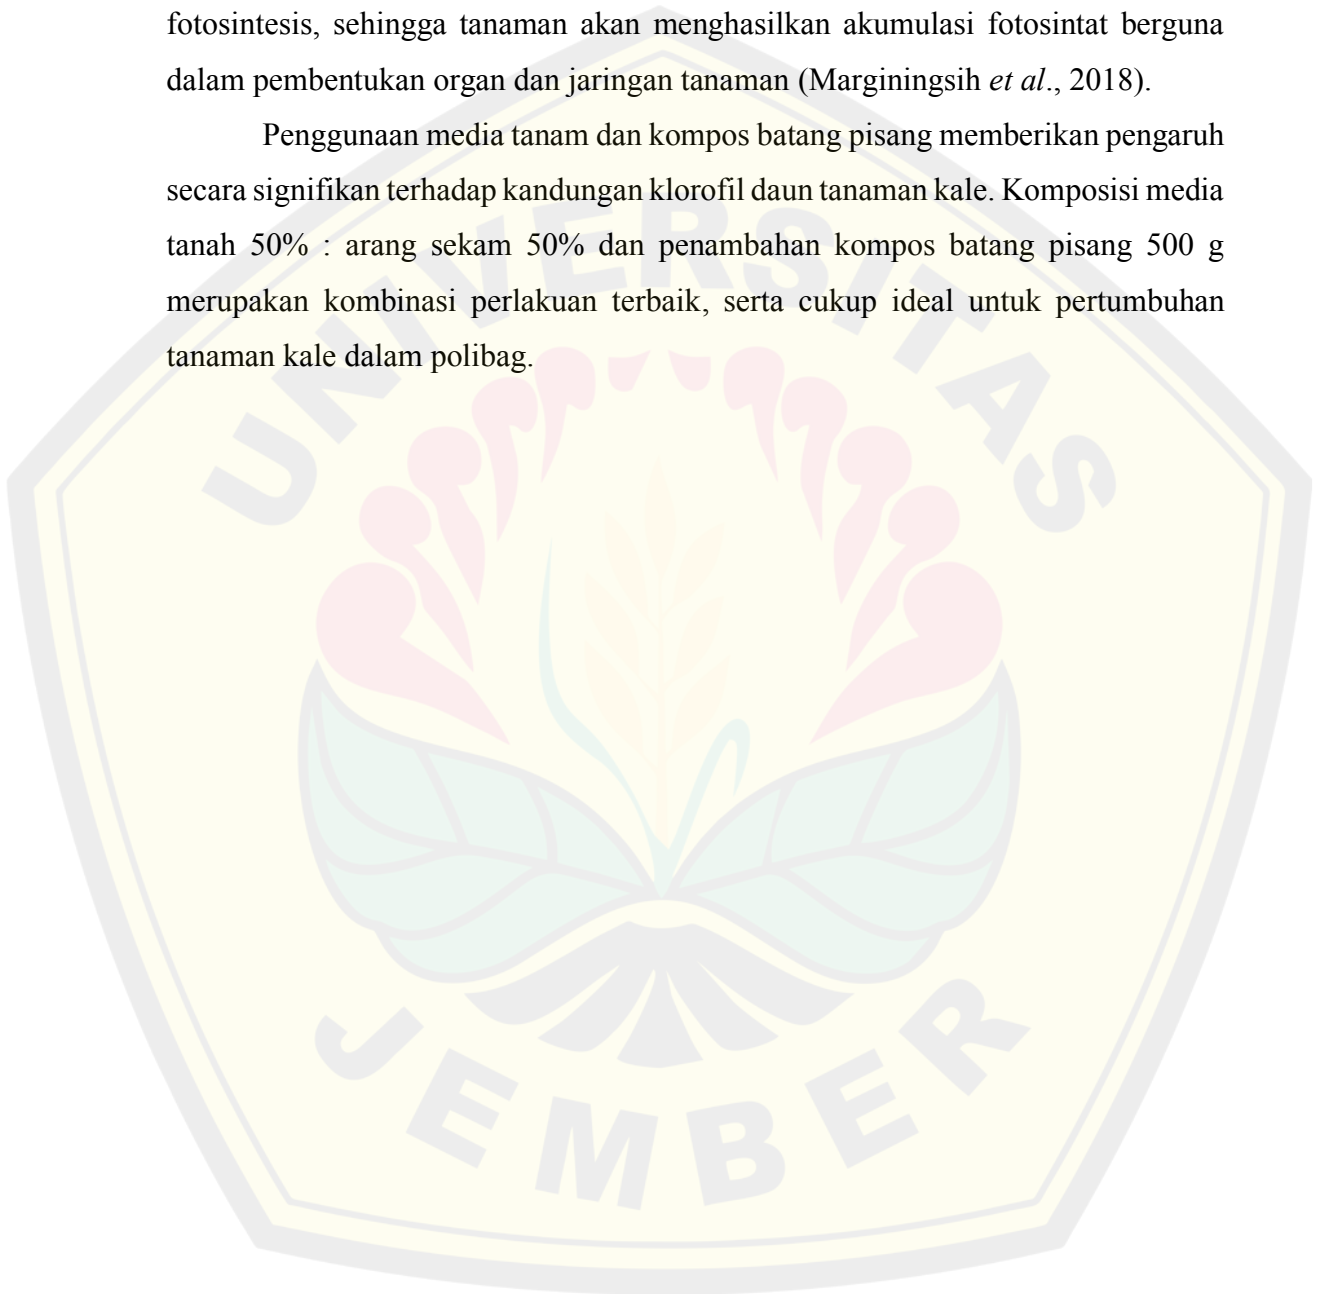 fotosintesis, sehingga tanaman akan menghasilkan akumulasi fotosintat berguna
dalam pembentukan organ dan jaringan tanaman (Marginingsih et al., 2018).
Penggunaan media tanam dan kompos batang pisang memberikan pengaruh
secara signifikan terhadap kandungan klorofil daun tanaman kale. Komposisi media
tanah 50% : arang sekam 50% dan penambahan kompos batang pisang 500 g
merupakan kombinasi perlakuan terbaik, serta cukup ideal untuk pertumbuhan
tanaman kale dalam polibag.
UNIVERSITAS
JEMBER